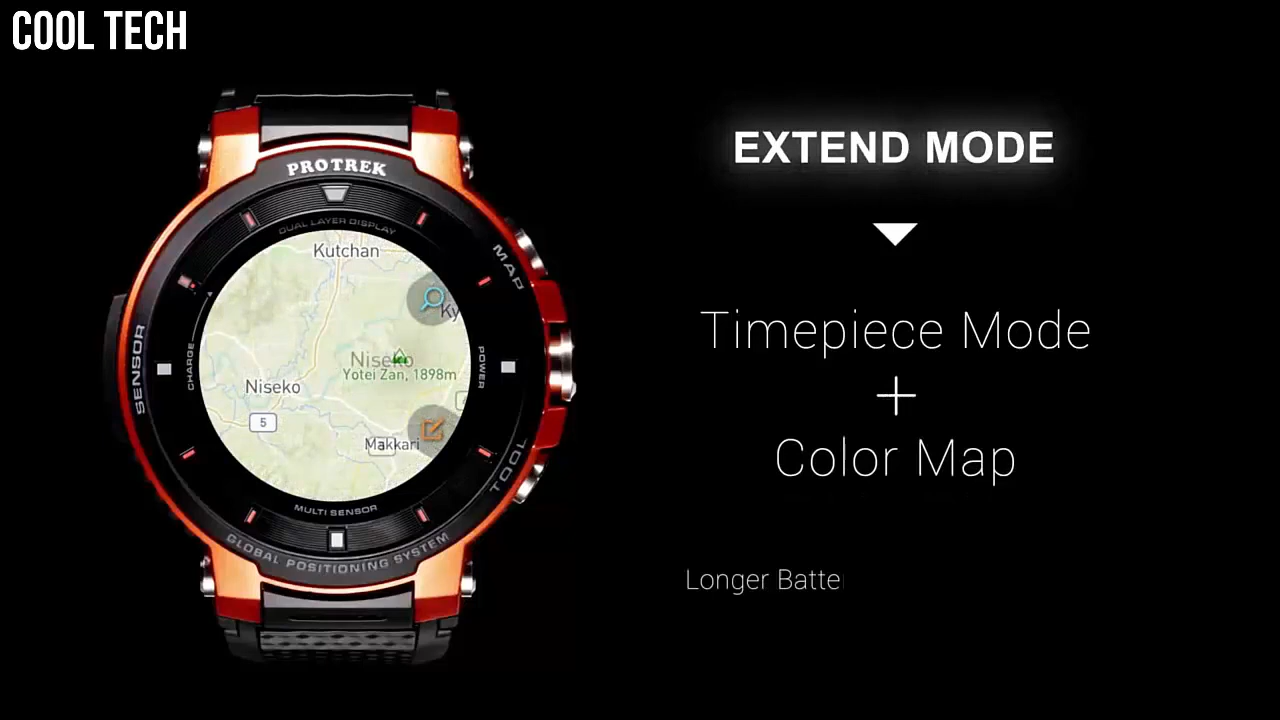 COOL TECH
PROTREK
DUAL LAYER DISPLAY
MAP
SENSOR
CHARGE
POWER
TOOL
MULTI SENSOR
GLOBAL POSITIONING SYSTEM
Kutchan
Ky
Niseko
Yotei Zan, 1898m
Niseko
5
Makkari
EXTEND MODE
Timepiece Mode
+
Color Map
Longer Batte